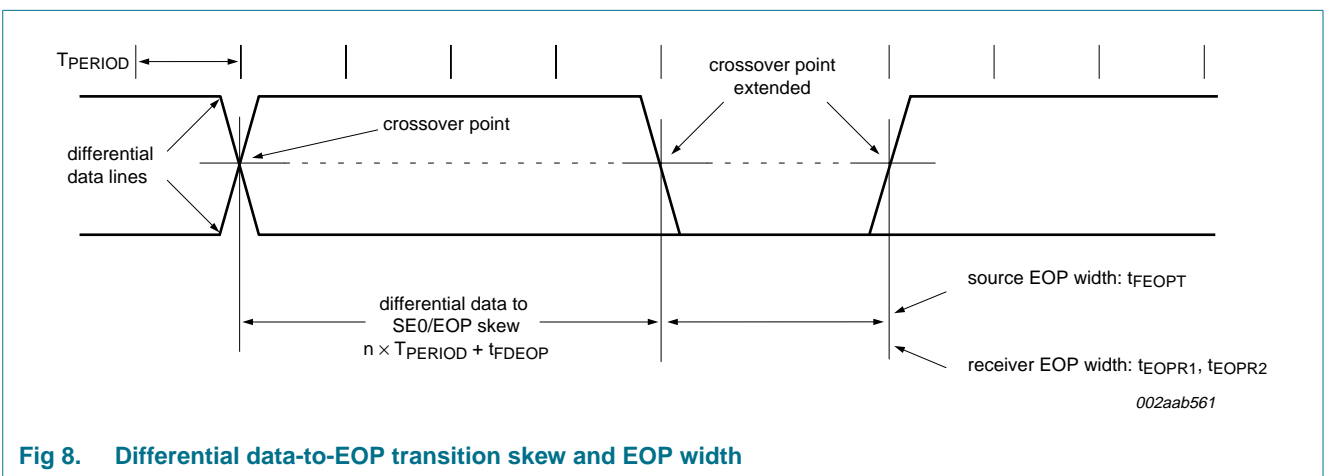 TPERIOD
crossover point
extended
crossover point
differential
data lines
source EOP width: tFEOPT
differential data to
SE0/EOP skew
n × TPERIOD + tFDEOP
receiver EOP width: tEOPR1, tEOPR2
002aab561
Fig 8. Differential data-to-EOP transition skew and EOP width